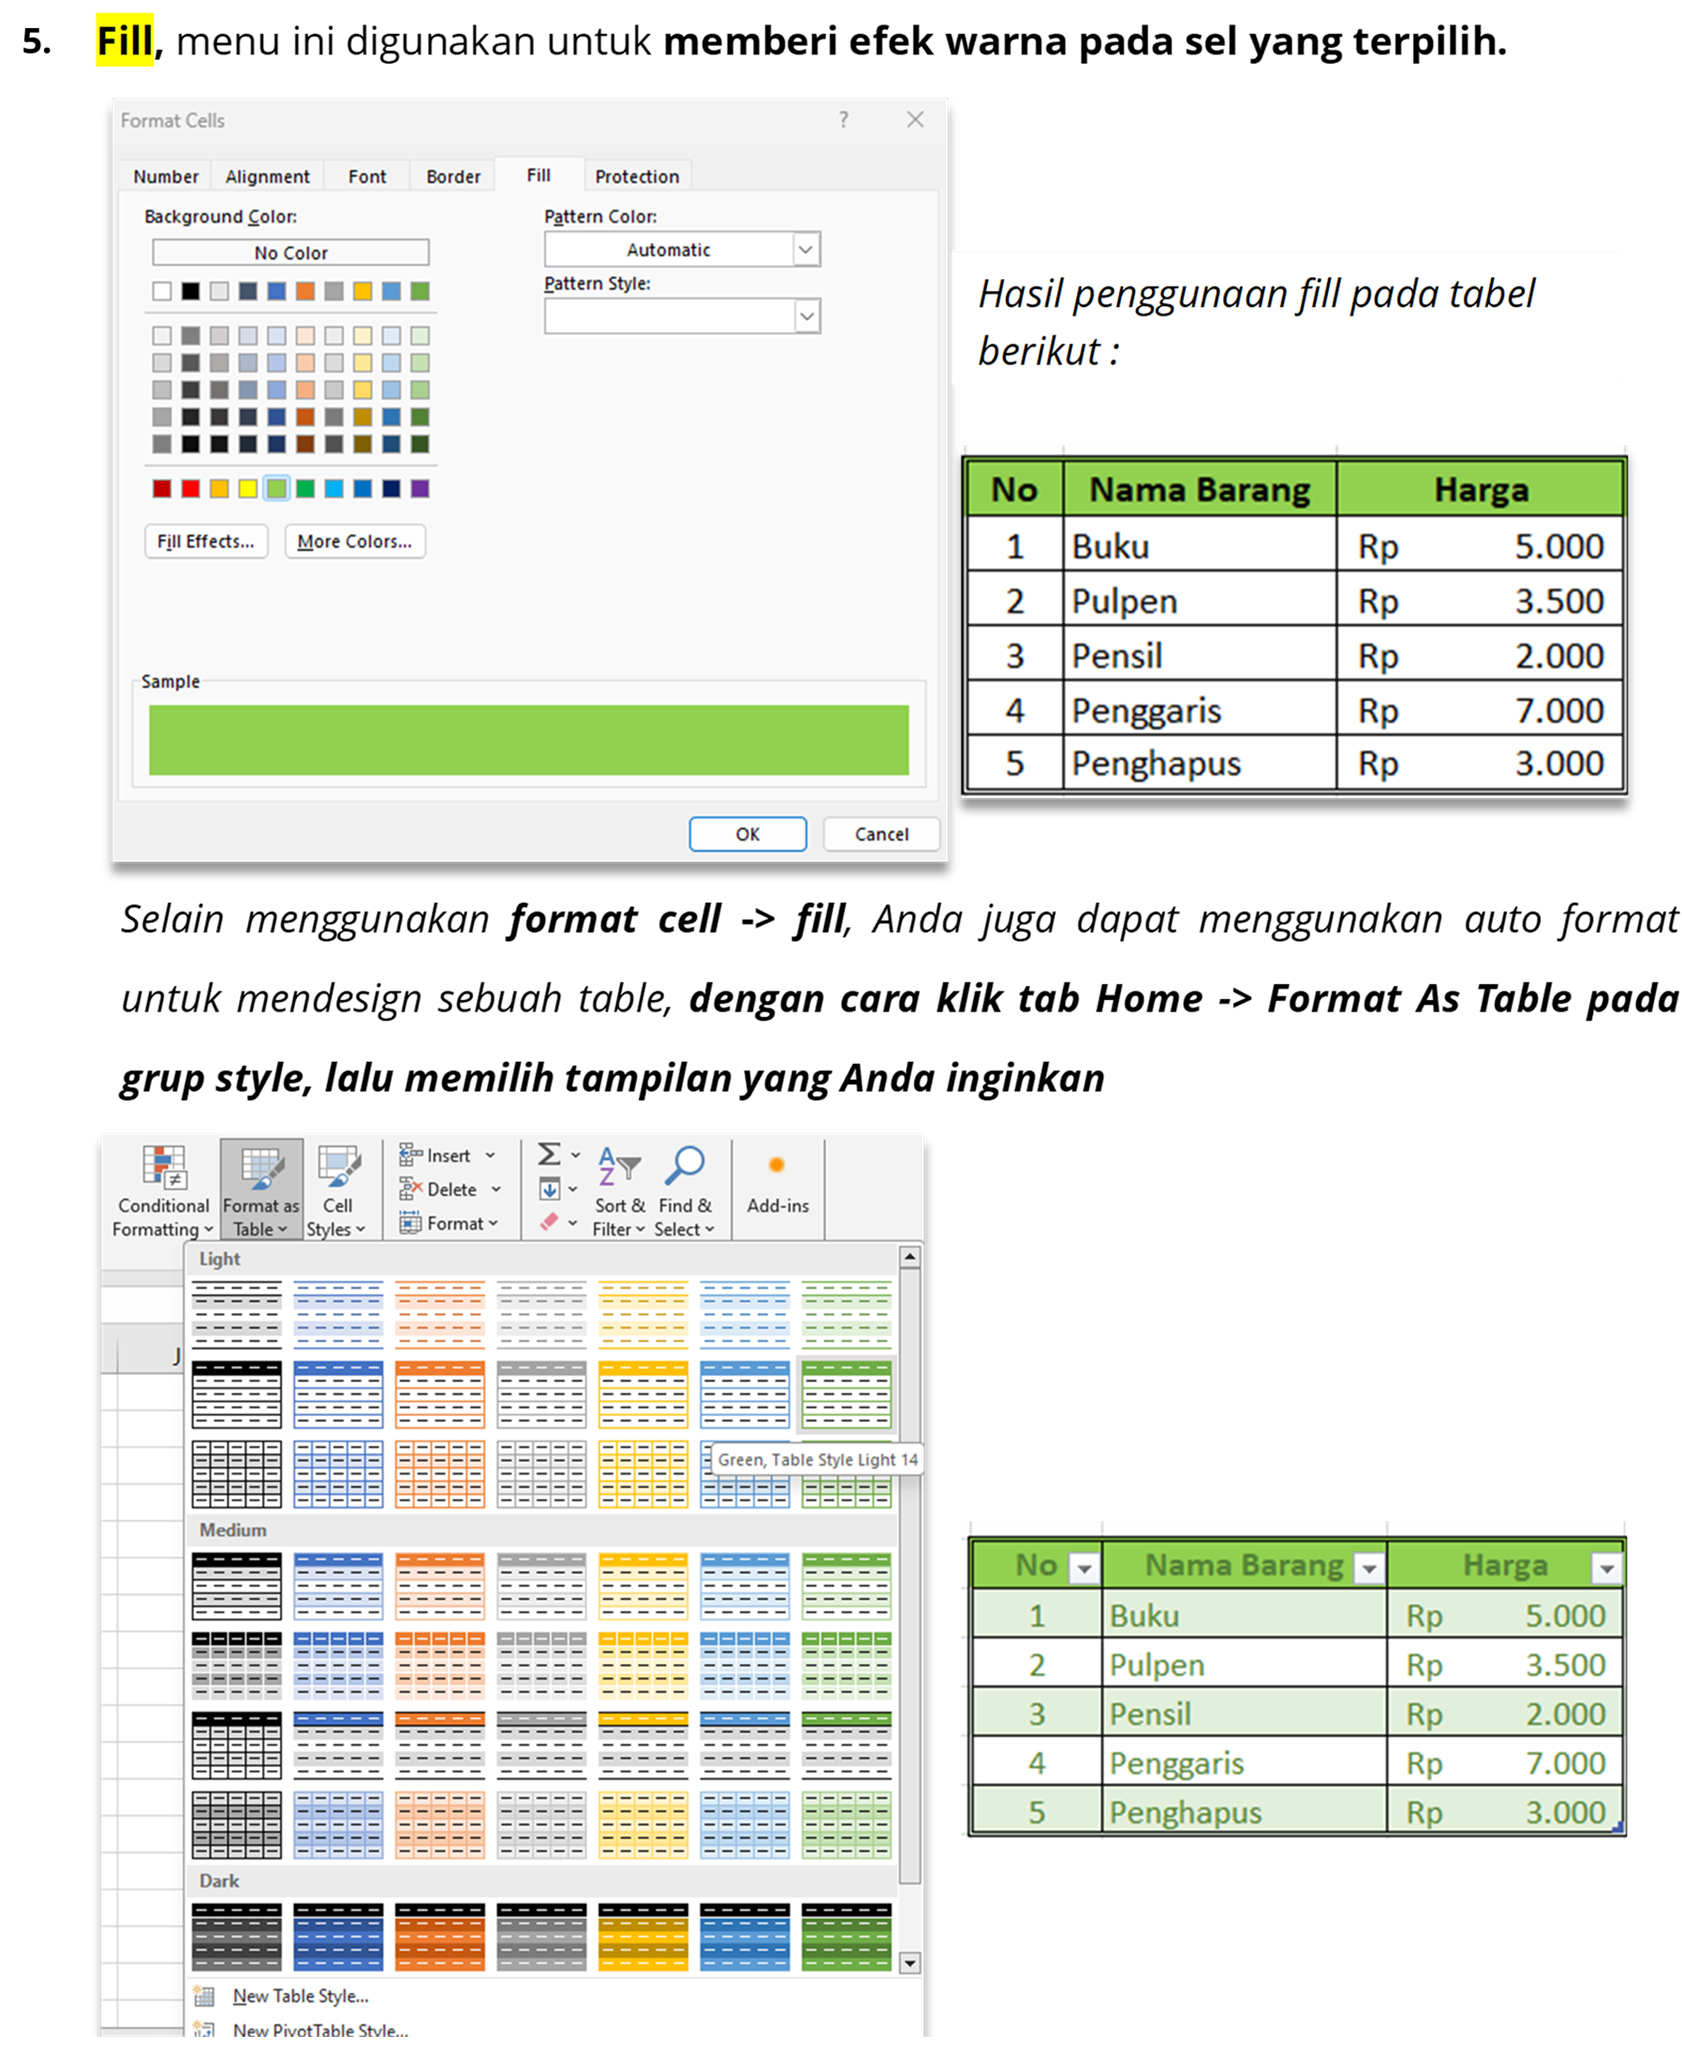 5. Fill, menu ini digunakan untuk memberi efek warna pada sel yang terpilih.
Format Cells ?
Number Alignment Font Border Fill Protection
Background Color:
No Color
Pattern Color:
Automatic
Pattern Style:
Fill Effects... More Colors...
Sample
OK Cancel
Hasil penggunaan fill pada tabel
berikut :
No Nama Barang Harga
1 Buku Rp 5.000
2 Pulpen Rp 3.500
3 Pensil Rp 2.000
4 Penggaris Rp 7.000
5 Penghapus Rp 3.000
Selain menggunakan format cell -> fill, Anda juga dapat menggunakan auto format
untuk mendesign sebuah table, dengan cara klik tab Home -> Format As Table pada
grup style, lalu memilih tampilan yang Anda inginkan
Conditional
Formatting
Format as
Table
Cell
Styles
Insert
Delete
Format
Sort &
Filter
Find &
Select
Add-ins
J
Light
Green, Table Style Light 14
Medium
Dark
New Table Style...
New PivotTable Style...
No Nama Barang Harga
1 Buku Rp 5.000
2 Pulpen Rp 3.500
3 Pensil Rp 2.000
4 Penggaris Rp 7.000
5 Penghapus Rp 3.000